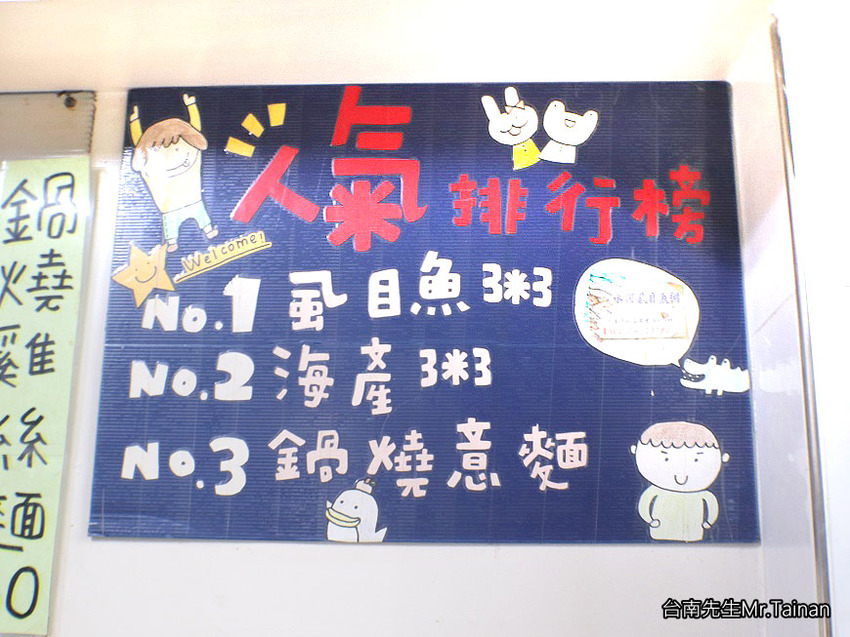 人氣排行榜
Welcome!
No.1 虱目魚粥
No.2 海產粥
No.3 鍋燒意麵
鍋燒雞絲麵
0
台南先生Mr.Tainan